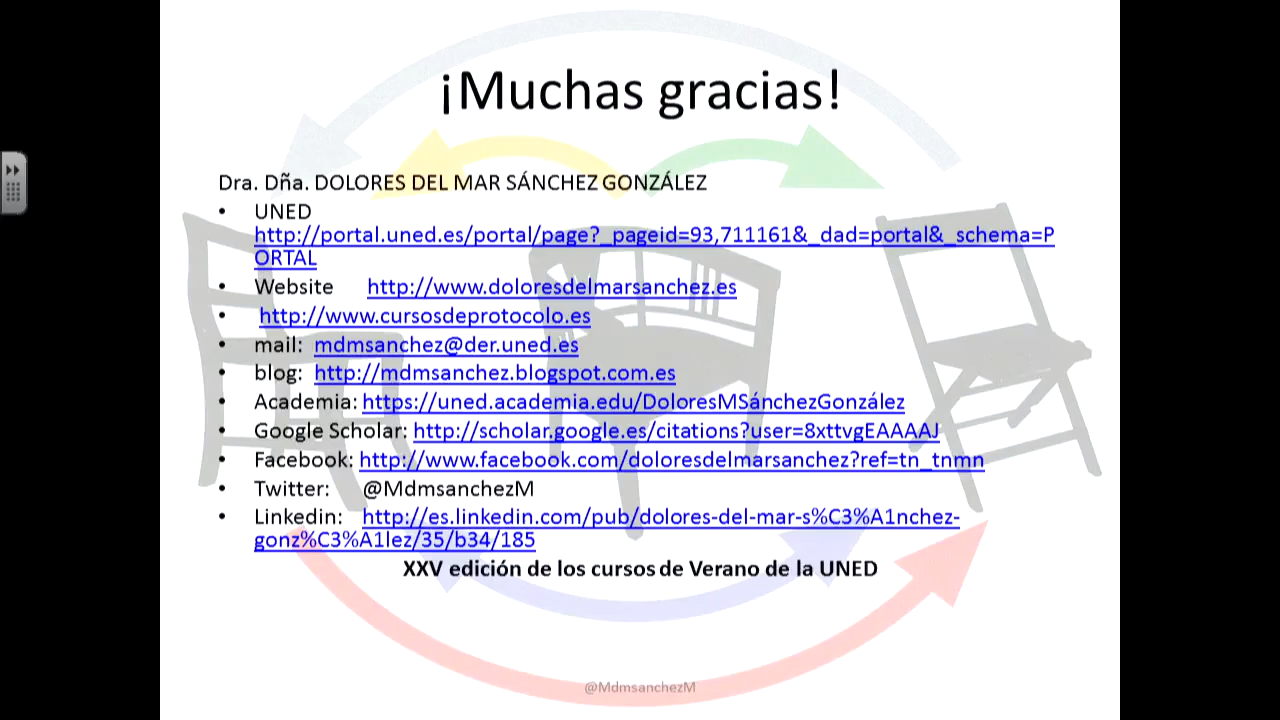 ¡Muchas gracias!
Dra. Dña. DOLORES DEL MAR SÁNCHEZ GONZÁLEZ
• UNED
http://portal.uned.es/portal/page?_pageid=93,711161&_dad=portal&_schema=P
ORTAL
• Website http://www.doloresdelmarsanchez.es
• http://www.cursosdeprotocolo.es
• mail: mdmsanchez@der.uned.es
• blog: http://mdmsanchez.blogspot.com.es
• Academia: https://uned.academia.edu/DoloresMSánchezGonzález
• Google Scholar: http://scholar.google.es/citations?user=8xttvgEAAAAJ
• Facebook: http://www.facebook.com/doloresdelmarsanchez?ref=tn_tnmn
• Twitter: @MdmsanchezM
• Linkedin: http://es.linkedin.com/pub/dolores-del-mar-s%C3%A1nchez-
gonz%C3%A1lez/35/b34/185
XXV edición de los cursos de Verano de la UNED
@MdmsanchezM